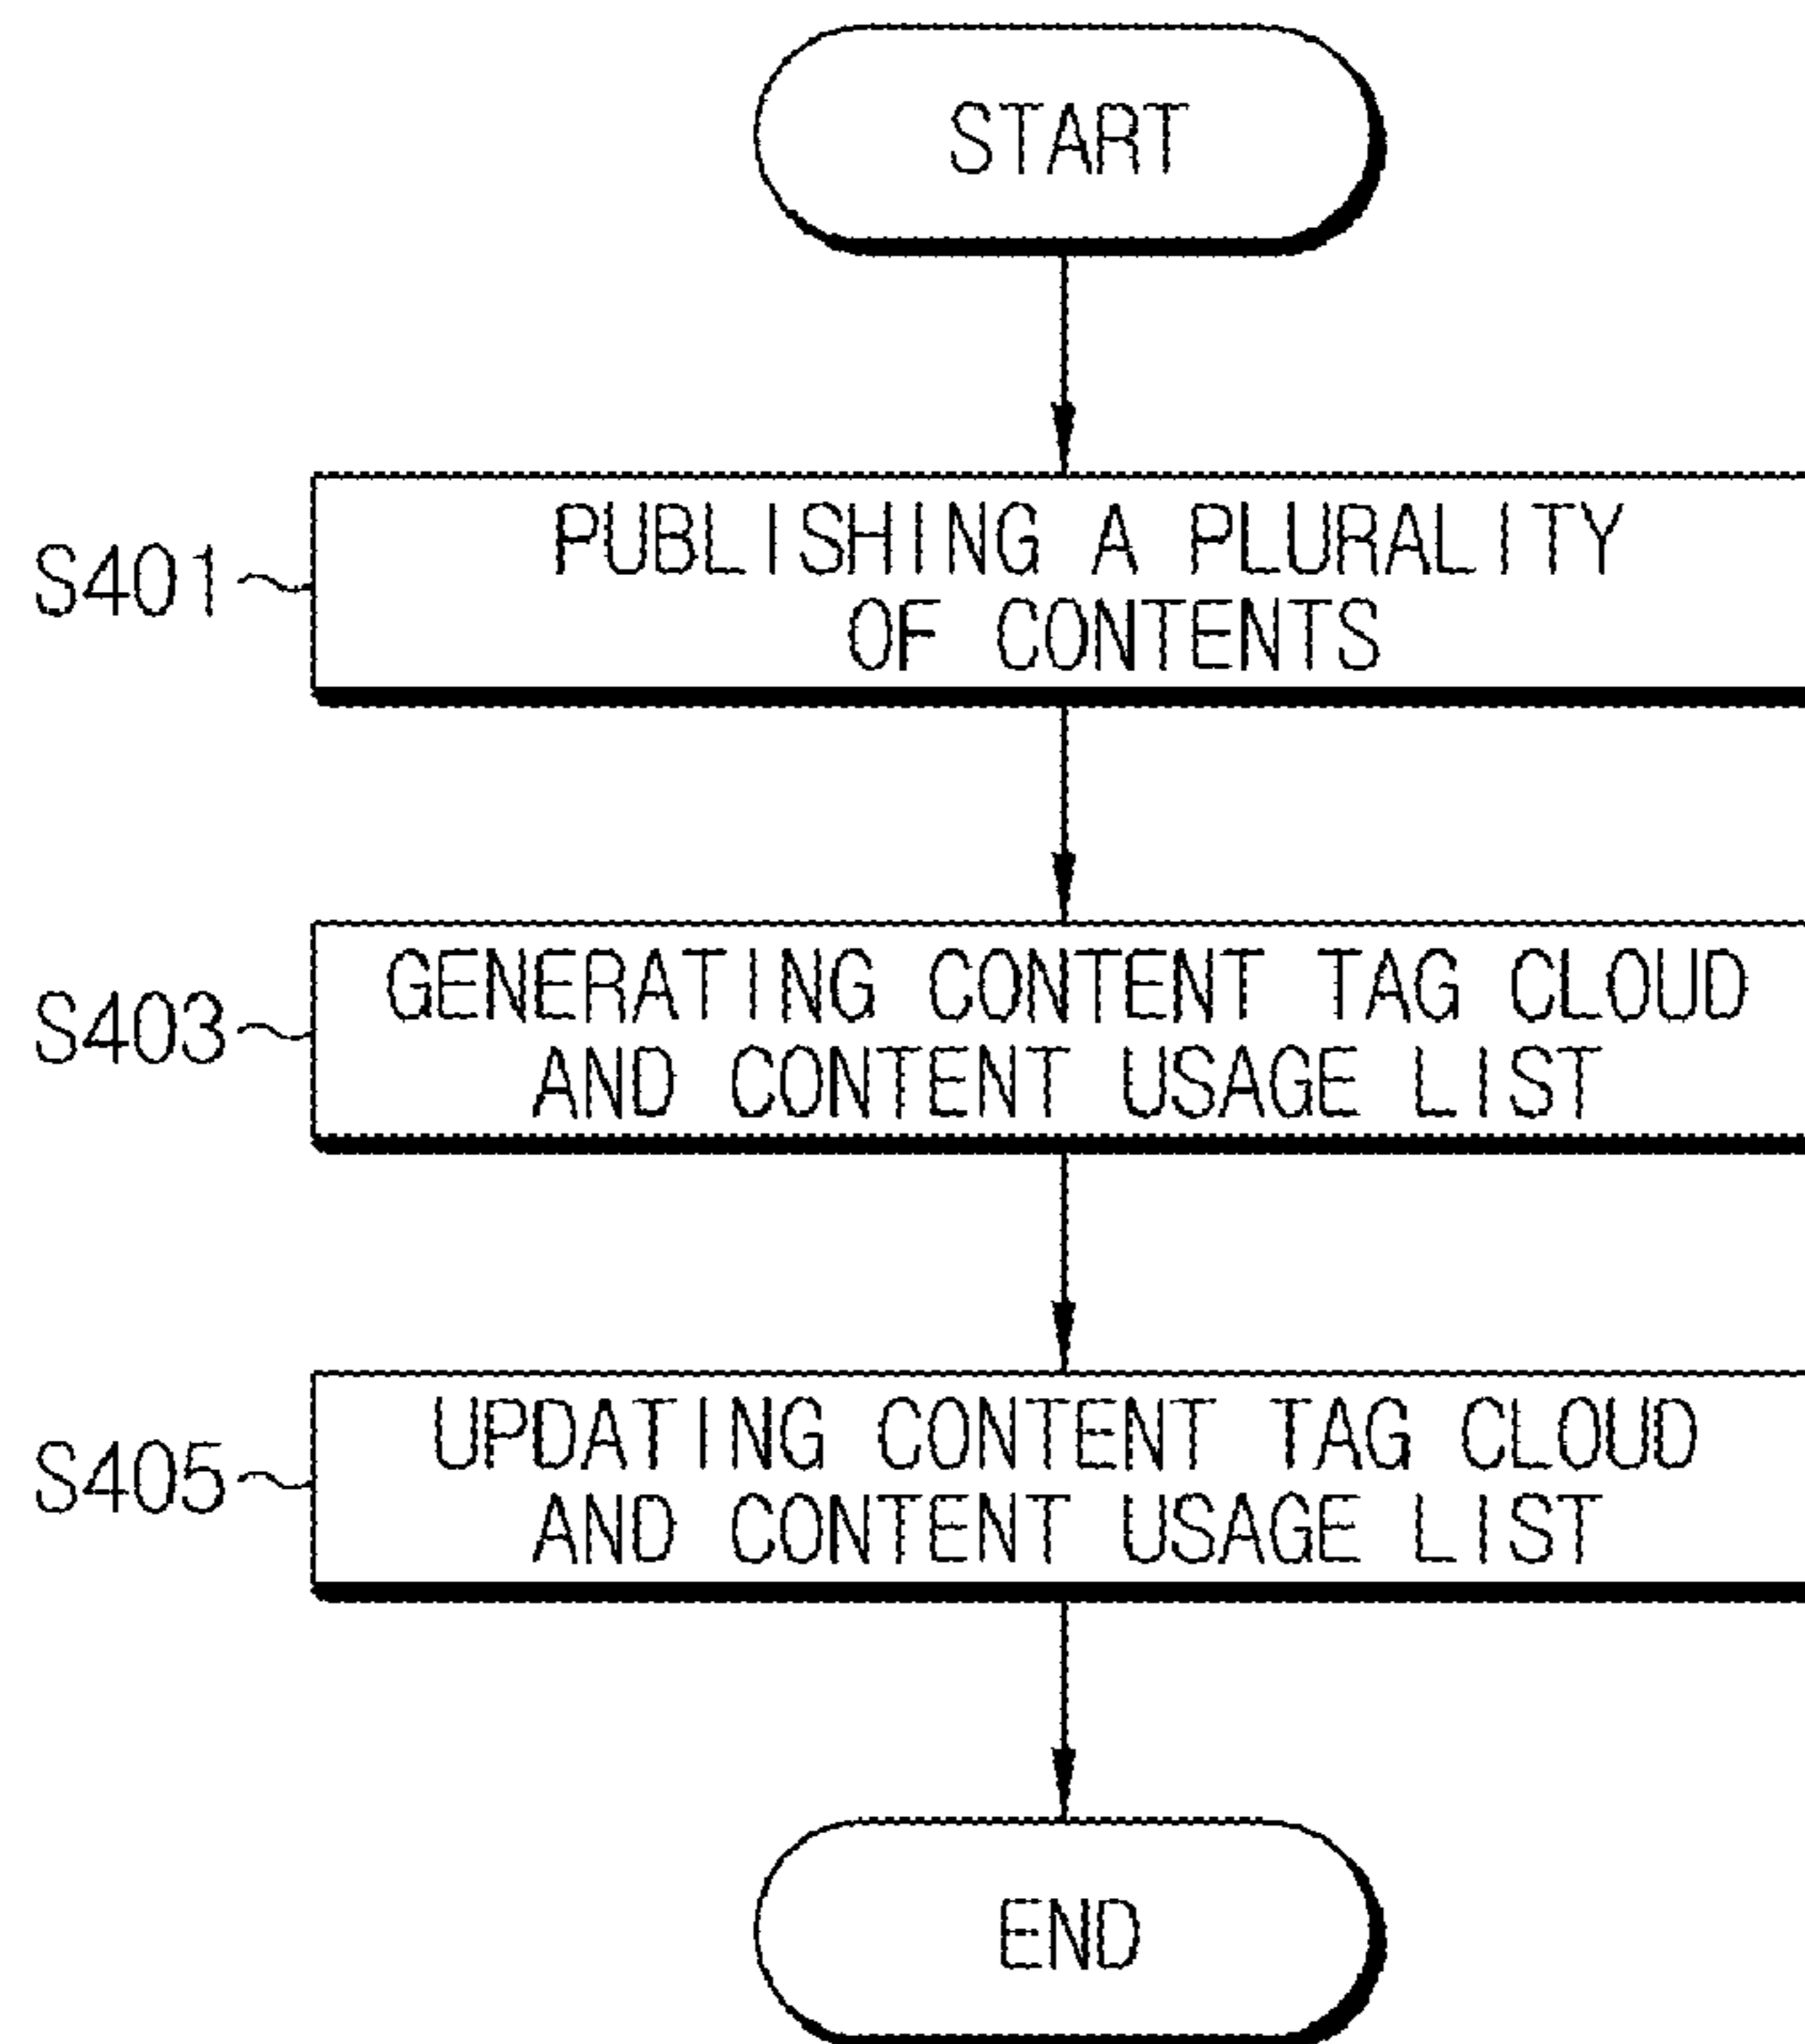 START
S401
PUBLISHING A PLURALITY
OF CONTENTS
S403
GENERATING CONTENT TAG CLOUD
AND CONTENT USAGE LIST
S405
UPDATING CONTENT TAG CLOUD
AND CONTENT USAGE LIST
END